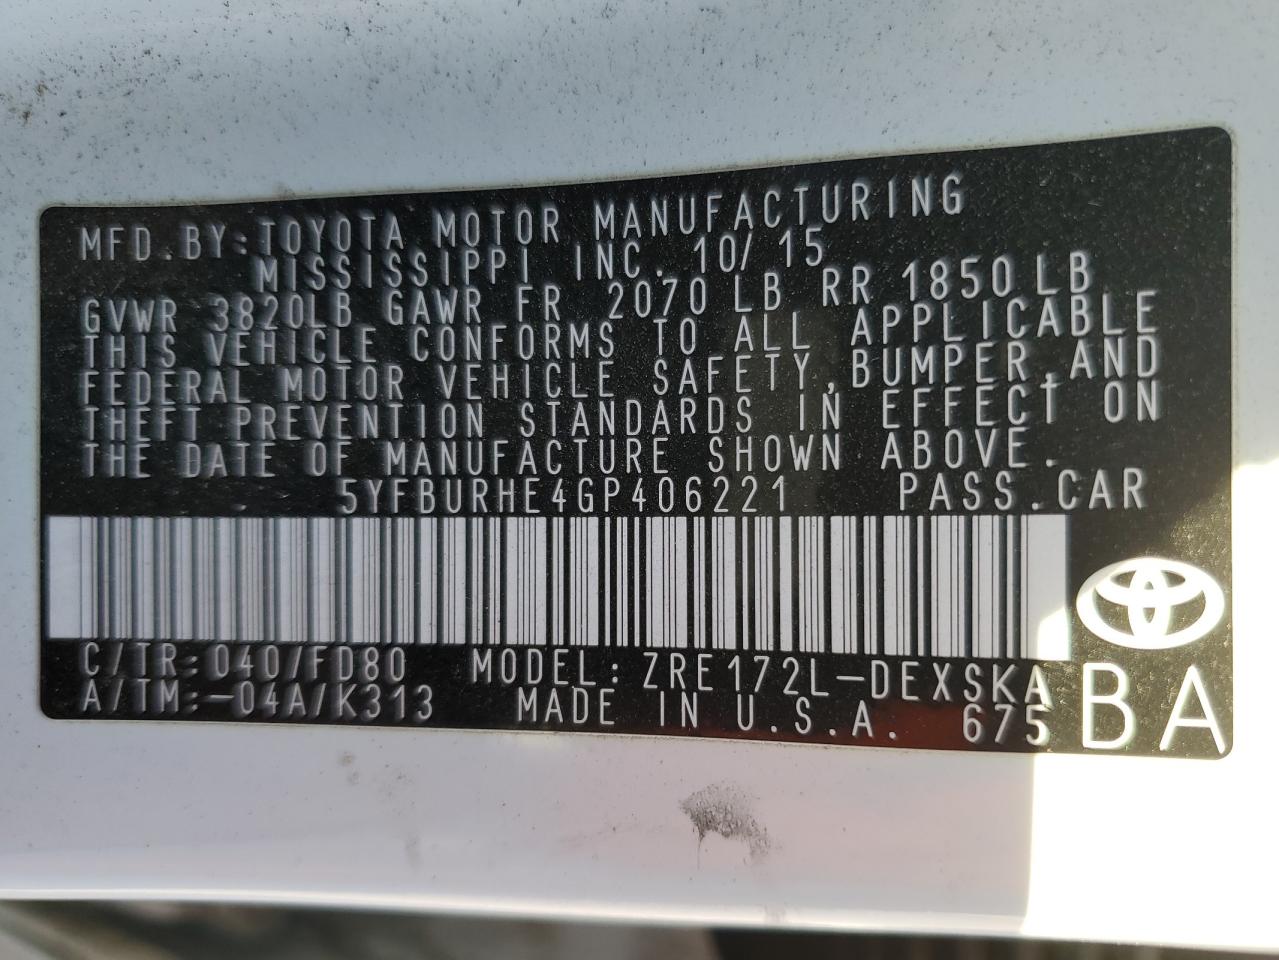 MFD.BY:TOYOTA MOTOR MANUFACTURING
MISSISSIPPI INC. 10/15
GVWR 3820LB GAWR FR 2070 LB RR 1850 LB
THIS VEHICLE CONFORMS TO ALL APPLICABLE
FEDERAL MOTOR VEHICLE SAFETY,BUMPER,AND
THEFT PREVENTION STANDARDS IN EFFECT ON
THE DATE OF MANUFACTURE SHOWN ABOVE.
5YFBURHE4GP406221 PASS.CAR
C/TR:040/FD80 MODEL:ZRE172L-DEXSKA
A/TM:-04A/K313 MADE IN U.S.A. 675
BA